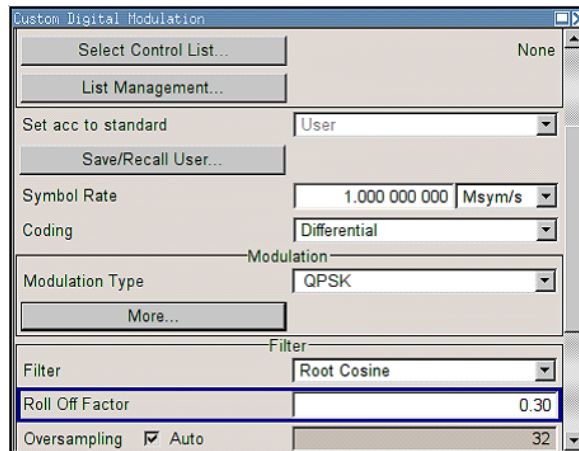 Custom Digital Modulation
Select Control List... None
List Management...
Set acc to standard User
Save/Recall User...
Symbol Rate 1.000 000 000 Msym/s
Coding Differential
Modulation
Modulation Type QPSK
More...
Filter
Filter Root Cosine
Roll Off Factor 0.30
Oversampling Auto 32